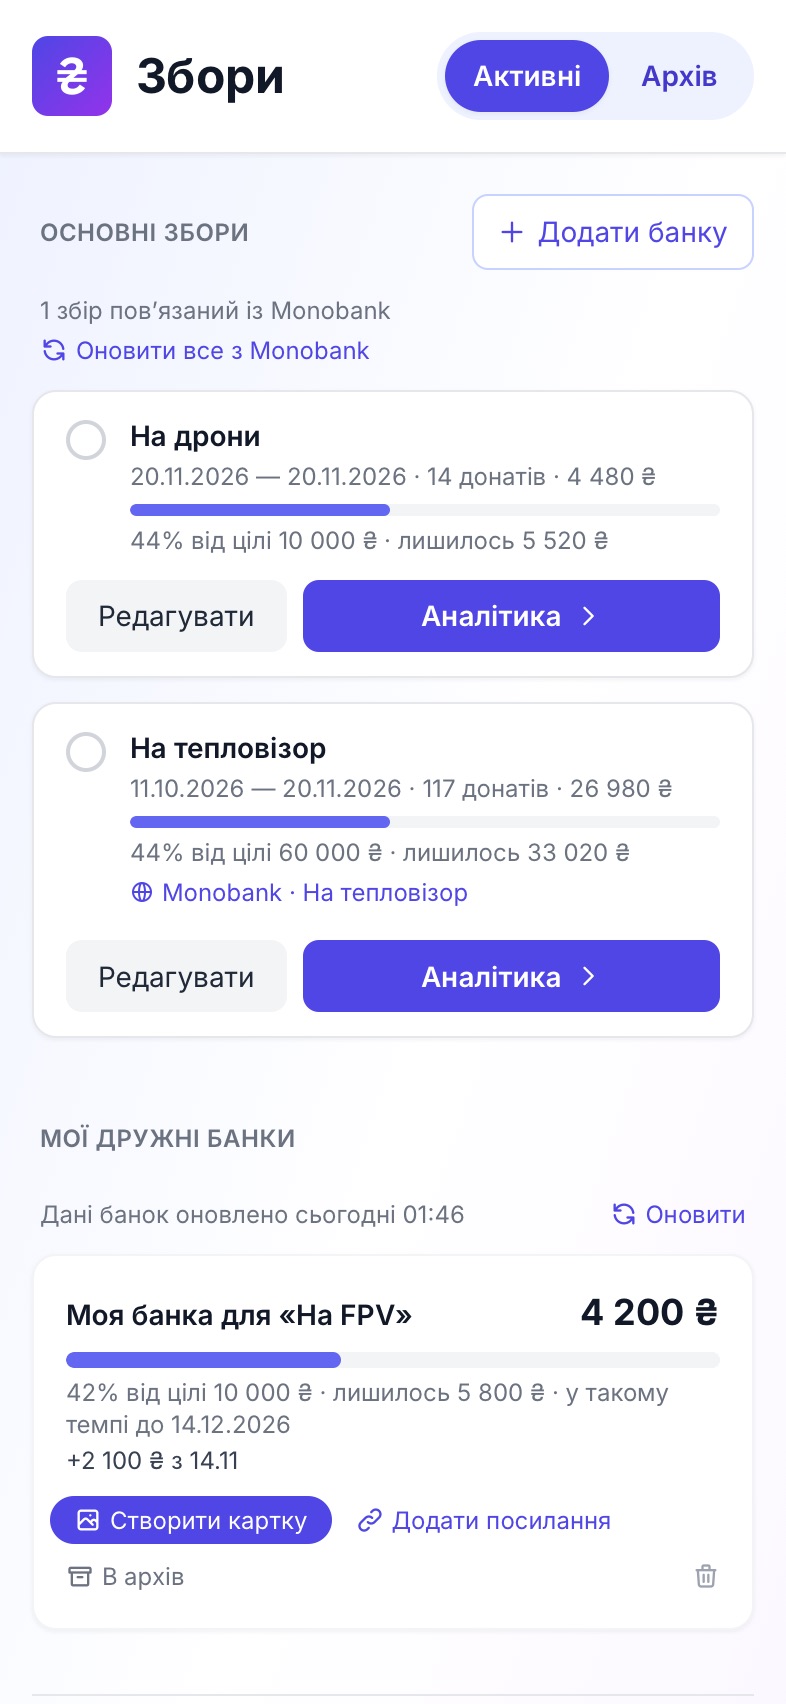 ₴ Збори Активні Архів
ОСНОВНІ ЗБОРИ
+ Додати банку
1 збір пов’язаний із Monobank
Оновити все з Monobank
На дрони
20.11.2026 — 20.11.2026 · 14 донатів · 4 480 ₴
44% від цілі 10 000 ₴ · лишилось 5 520 ₴
Редагувати Аналітика
На тепловізор
11.10.2026 — 20.11.2026 · 117 донатів · 26 980 ₴
44% від цілі 60 000 ₴ · лишилось 33 020 ₴
Monobank · На тепловізор
Редагувати Аналітика
МОЇ ДРУЖНІ БАНКИ
Дані банок оновлено сьогодні 01:46 Оновити
Моя банка для «На FPV» 4 200 ₴
42% від цілі 10 000 ₴ · лишилось 5 800 ₴ · у такому
темпі до 14.12.2026
+2 100 ₴ з 14.11
Створити картку Додати посилання
В архів